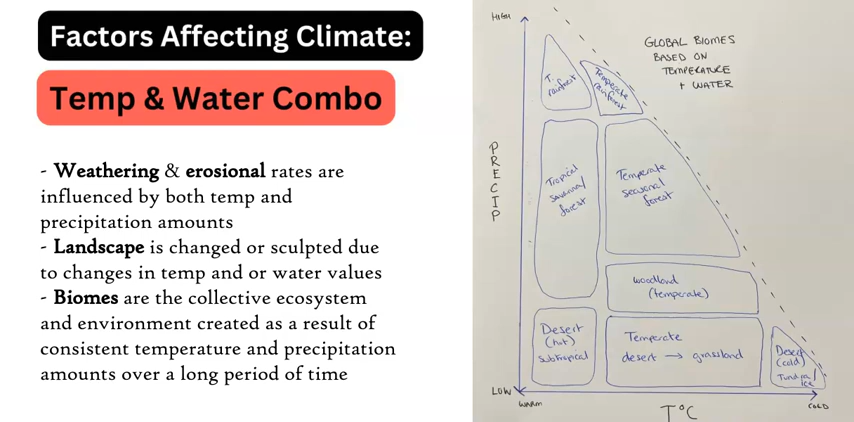 Factors Affecting Climate:
Temp & Water Combo
- Weathering & erosional rates are
influenced by both temp and
precipitation amounts
- Landscape is changed or sculpted due
to changes in temp and or water values
- Biomes are the collective ecosystem
and environment created as a result of
consistent temperature and precipitation
amounts over a long period of time
HIGH
GLOBAL BIOMES
BASED ON
TEMPERATURE
+ WATER
T.
rainforest
Temperate
rainforest
PRECIP
Tropical
savanna/
forest
Temperate
seasonal
forest
woodland
(temperate)
Desert
(hot)
subtropical
Temperate
desert → grassland
Desert
(cold)
Tundra/
ice
LOW
WARM
T°C
COLD